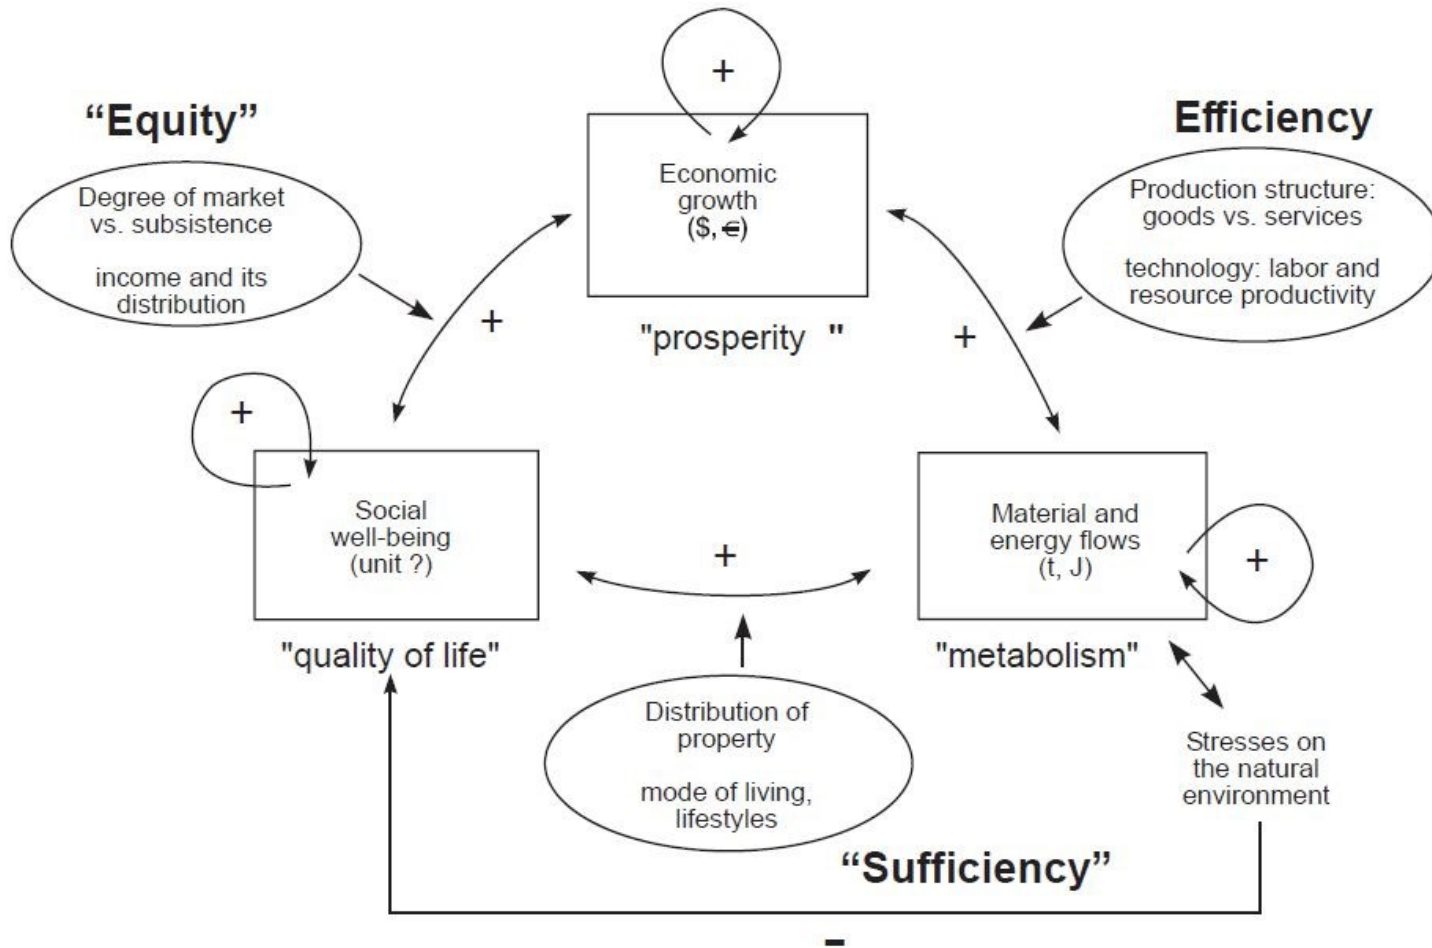 +
“Equity”
Efficiency
Degree of market
vs. subsistence
income and its
distribution
Economic
growth
($, €)
Production structure:
goods vs. services
technology: labor and
resource productivity
+
"prosperity "
+
+
Social
well-being
(unit ?)
+
Material and
energy flows
(t, J)
+
"quality of life"
"metabolism"
Distribution of
property
mode of living,
lifestyles
Stresses on
the natural
environment
“Sufficiency”
-